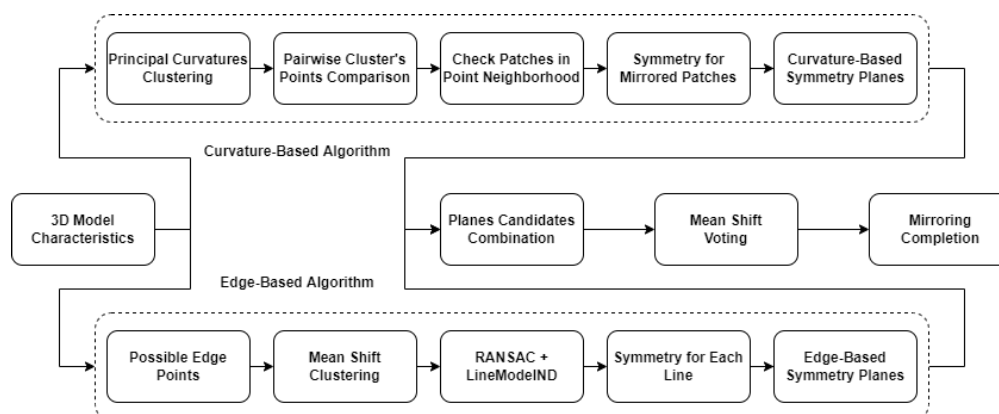 Principal Curvatures
Clustering
Pairwise Cluster's
Points Comparison
Check Patches in
Point Neighborhood
Symmetry for
Mirrored Patches
Curvature-Based
Symmetry Planes
Curvature-Based Algorithm
3D Model
Characteristics
Planes Candidates
Combination
Mean Shift
Voting
Mirroring
Completion
Edge-Based Algorithm
Possible Edge
Points
Mean Shift
Clustering
RANSAC +
LineModelND
Symmetry for Each
Line
Edge-Based
Symmetry Planes